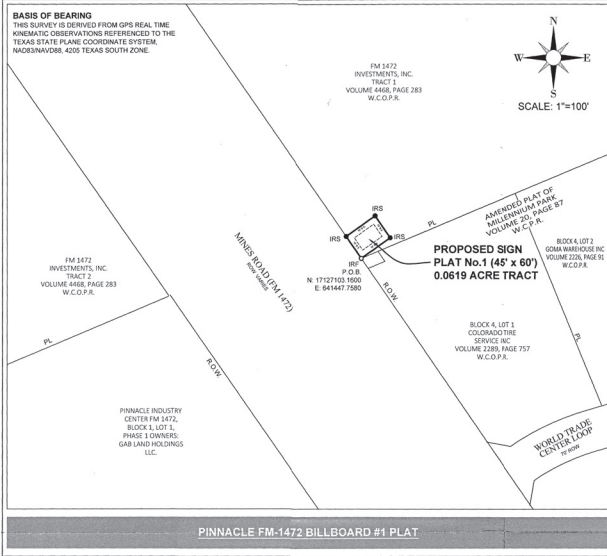 BASIS OF BEARING
THIS SURVEY IS DERIVED FROM GPS REAL TIME
KINEMATIC OBSERVATIONS REFERENCED TO THE
TEXAS STATE PLANE COORDINATE SYSTEM,
NAD83/NAVD88, 4205 TEXAS SOUTH ZONE.
N
W
E
S
SCALE: 1"=100'
FM 1472
INVESTMENTS, INC.
TRACT 1
VOLUME 4468, PAGE 283
W.C.O.P.R.
IRS
IRS
IRS
IRF
P.O.B.
N: 17127103.1600
E: 641447.7580
PL
AMENDED PLAT OF
MILLENNIUM PARK
VOLUME 20, PAGE 87
W.C.P.R.
PROPOSED SIGN
PLAT No.1 (45' x 60')
0.0619 ACRE TRACT
BLOCK 4, LOT 2
GOMA WAREHOUSE INC
VOLUME 2226, PAGE 91
W.C.O.P.R.
MINES ROAD (FM 1472)
ROW VARIES
FM 1472
INVESTMENTS, INC.
TRACT 2
VOLUME 4468, PAGE 283
W.C.O.P.R.
R.O.W.
BLOCK 4, LOT 1
COLORADO TIRE
SERVICE INC
VOLUME 2289, PAGE 757
W.C.O.P.R.
PL
PL
R.O.W.
PINNACLE INDUSTRY
CENTER FM 1472,
BLOCK 1, LOT 1,
PHASE 1 OWNERS:
GAB LAND HOLDINGS
LLC.
WORLD TRADE
CENTER LOOP
70' ROW
PINNACLE FM-1472 BILLBOARD #1 PLAT